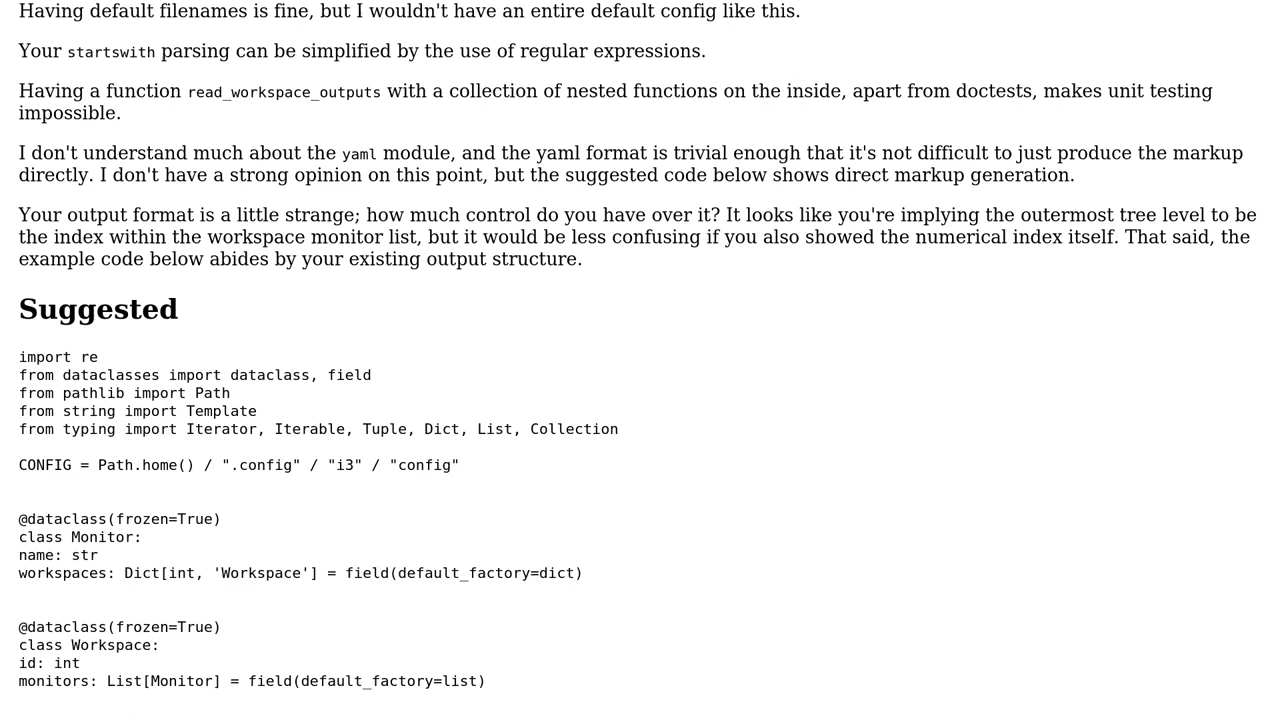 Having default filenames is fine, but I wouldn't have an entire default config like this.
Your startswith parsing can be simplified by the use of regular expressions.
Having a function read_workspace_outputs with a collection of nested functions on the inside, apart from doctests, makes unit testing
impossible.
I don't understand much about the yaml module, and the yaml format is trivial enough that it's not difficult to just produce the markup
directly. I don't have a strong opinion on this point, but the suggested code below shows direct markup generation.
Your output format is a little strange; how much control do you have over it? It looks like you're implying the outermost tree level to be
the index within the workspace monitor list, but it would be less confusing if you also showed the numerical index itself. That said, the
example code below abides by your existing output structure.
Suggested
import re
from dataclasses import dataclass, field
from pathlib import Path
from string import Template
from typing import Iterator, Iterable, Tuple, Dict, List, Collection
CONFIG = Path.home() / ".config" / "i3" / "config"
@dataclass(frozen=True)
class Monitor:
name: str
workspaces: Dict[int, 'Workspace'] = field(default_factory=dict)
@dataclass(frozen=True)
class Workspace:
id: int
monitors: List[Monitor] = field(default_factory=list)